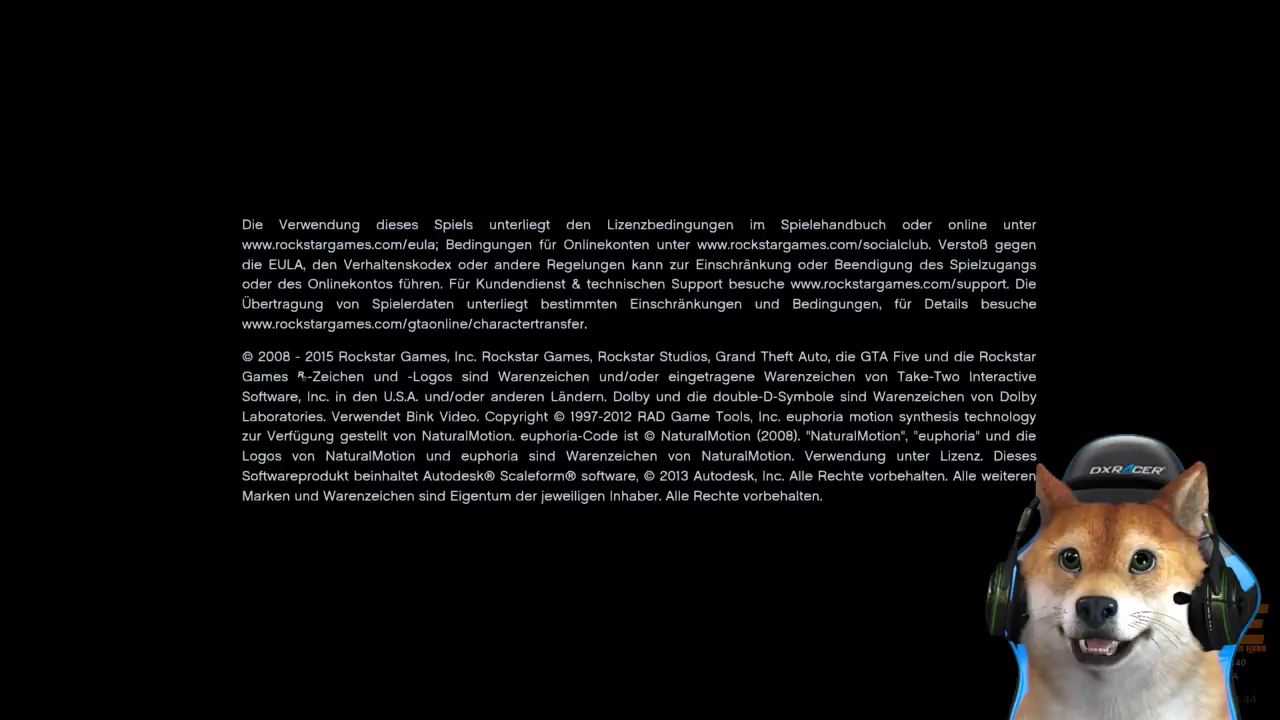 Die Verwendung dieses Spiels unterliegt den Lizenzbedingungen im Spielehandbuch oder online unter
www.rockstargames.com/eula; Bedingungen für Onlinekonten unter www.rockstargames.com/socialclub. Verstoß gegen
die EULA, den Verhaltenskodex oder andere Regelungen kann zur Einschränkung oder Beendigung des Spielzugangs
oder des Onlinekontos führen. Für Kundendienst & technischen Support besuche www.rockstargames.com/support. Die
Übertragung von Spielerdaten unterliegt bestimmten Einschränkungen und Bedingungen, für Details besuche
www.rockstargames.com/gtaonline/charactertransfer.
© 2008 - 2015 Rockstar Games, Inc. Rockstar Games, Rockstar Studios, Grand Theft Auto, die GTA Five und die Rockstar
Games R-Zeichen und -Logos sind Warenzeichen und/oder eingetragene Warenzeichen von Take-Two Interactive
Software, Inc. in den U.S.A. und/oder anderen Ländern. Dolby und die double-D-Symbole sind Warenzeichen von Dolby
Laboratories. Verwendet Bink Video. Copyright © 1997-2012 RAD Game Tools, Inc. euphoria motion synthesis technology
zur Verfügung gestellt von NaturalMotion. euphoria-Code ist © NaturalMotion (2008). "NaturalMotion", "euphoria" und die
Logos von NaturalMotion und euphoria sind Warenzeichen von NaturalMotion. Verwendung unter Lizenz. Dieses
Softwareprodukt beinhaltet Autodesk® Scaleform® software, © 2013 Autodesk, Inc. Alle Rechte vorbehalten. Alle weiteren
Marken und Warenzeichen sind Eigentum der jeweiligen Inhaber. Alle Rechte vorbehalten.
DXRACER